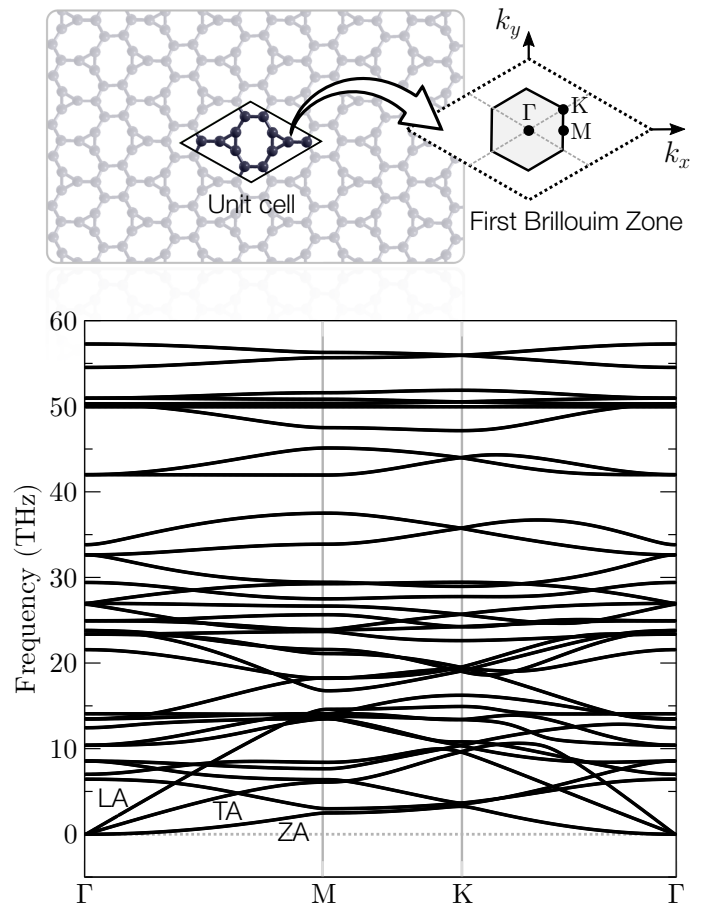 k_y
K
Γ
M
k_x
Unit cell
First Brillouim Zone
60
50
40
30
20
10
0
Frequency (THz)
LA
TA
ZA
Γ
M
K
Γ